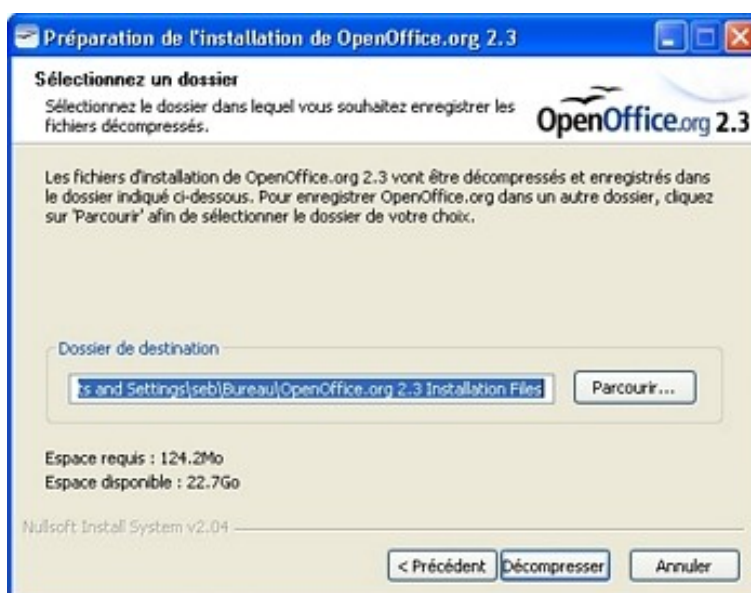 Préparation de l'installation de OpenOffice.org 2.3
Sélectionnez un dossier
Sélectionnez le dossier dans lequel vous souhaitez enregistrer les
fichiers décompressés.
OpenOffice.org 2.3
Les fichiers d'installation de OpenOffice.org 2.3 vont être décompressés et enregistrés dans
le dossier indiqué ci-dessous. Pour enregistrer OpenOffice.org dans un autre dossier, cliquez
sur 'Parcourir' afin de sélectionner le dossier de votre choix.
Dossier de destination
ts and Settings\seb\Bureau\OpenOffice.org 2.3 Installation Files
Parcourir...
Espace requis : 124.2Mo
Espace disponible : 22.7Go
Nullsoft Install System v2.04
< Précédent Décompresser Annuler